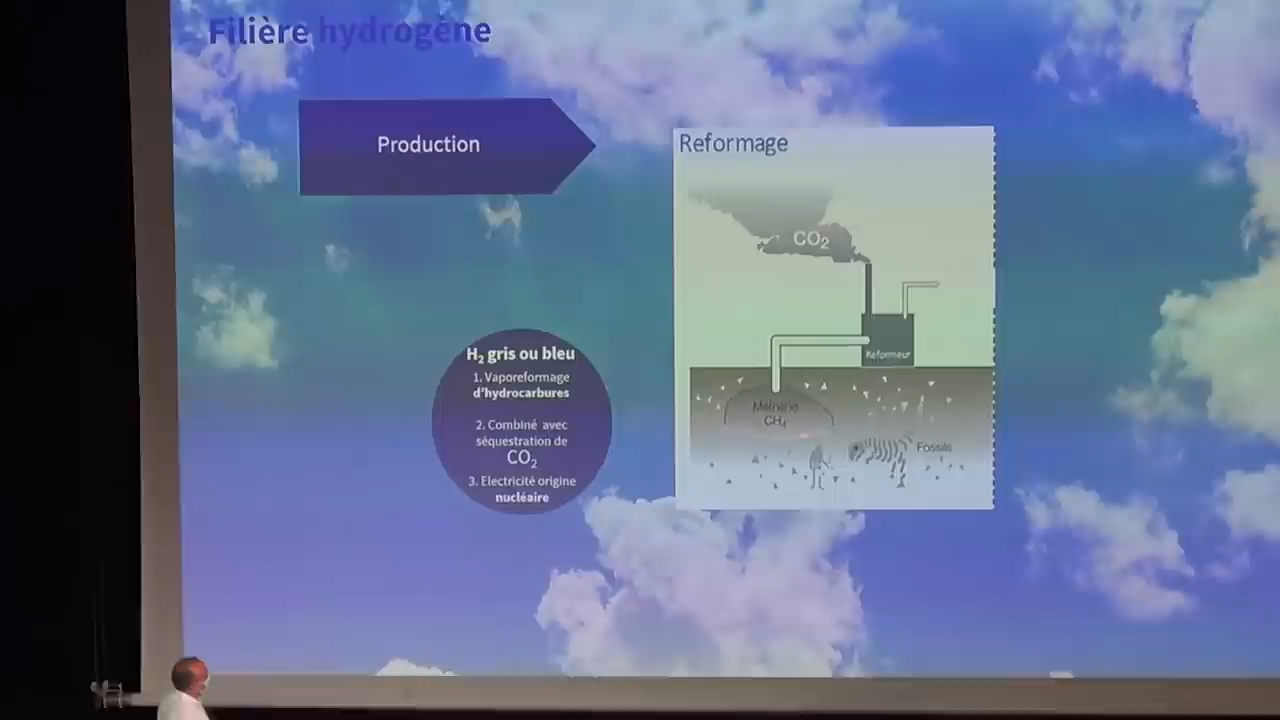 Filière hydrogène
Production
Reformage
CO₂
Reformeur
H₂ gris ou bleu
1. Vaporeformage
d'hydrocarbures
2. Combiné avec
séquestration de
CO₂
3. Electricité origine
nucléaire
Méthane
CH₄
Fossils